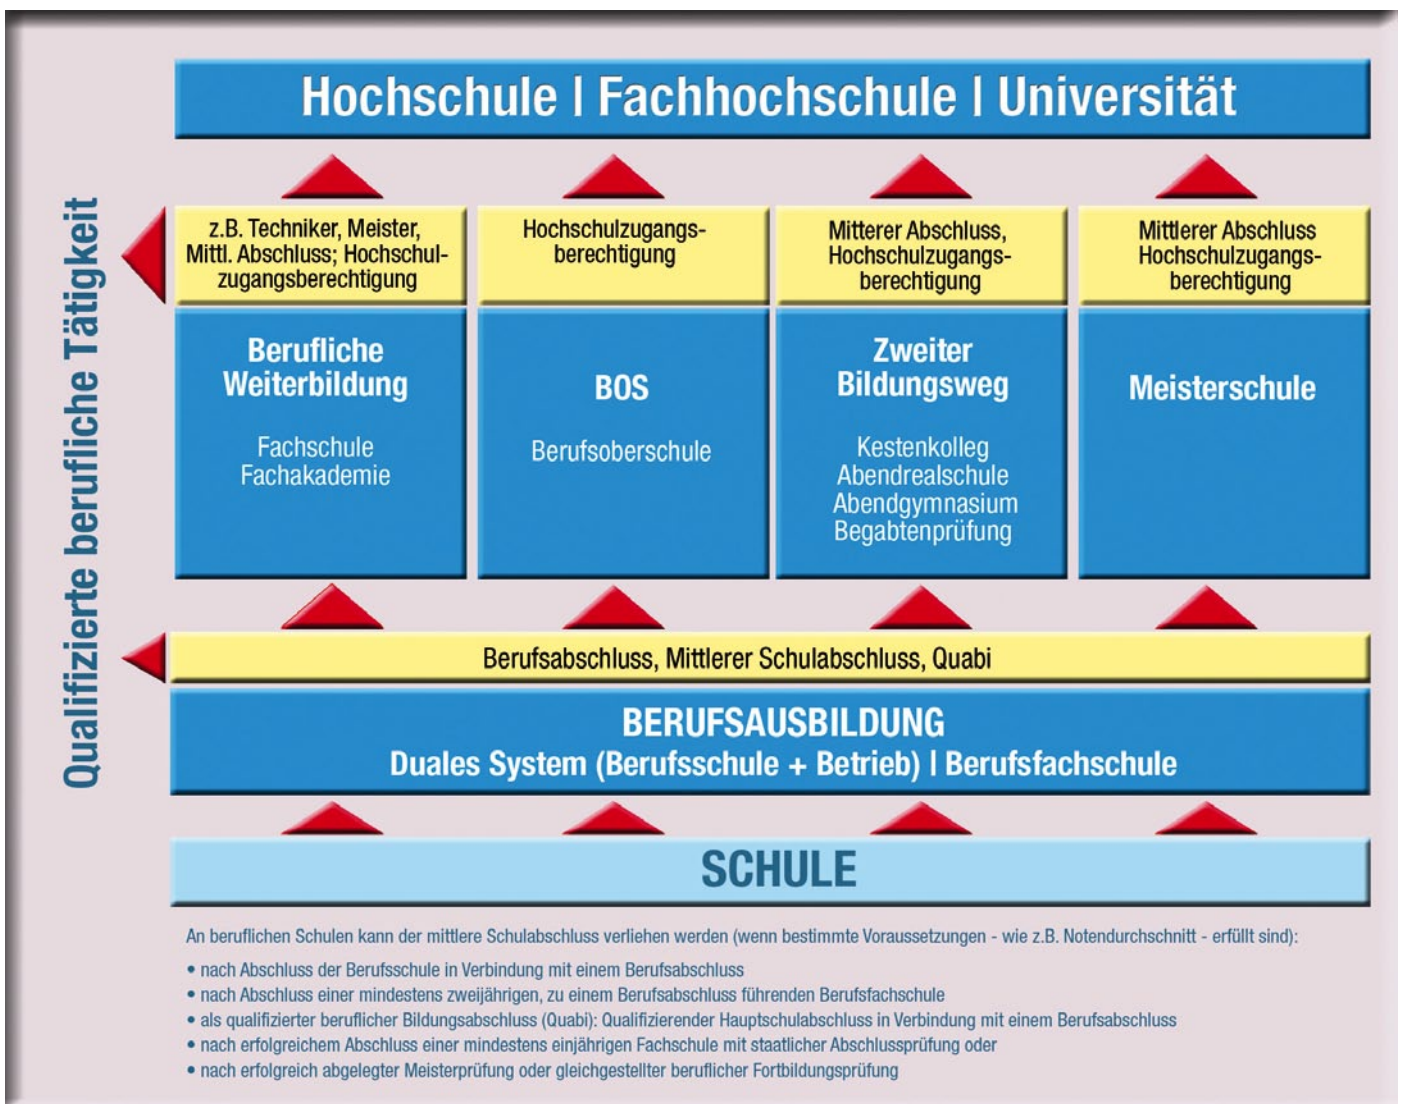 Hochschule | Fachhochschule | Universität
Qualifizierte berufliche Tätigkeit
z.B. Techniker, Meister,
Mittl. Abschluss; Hochschul-
zugangsberechtigung
Hochschulzugangs-
berechtigung
Mitterer Abschluss,
Hochschulzugangs-
berechtigung
Mittlerer Abschluss
Hochschulzugangs-
berechtigung
Berufliche
Weiterbildung
Fachschule
Fachakademie
BOS
Berufsoberschule
Zweiter
Bildungsweg
Kestenkolleg
Abendrealschule
Abendgymnasium
Begabtenprüfung
Meisterschule
Berufsabschluss, Mittlerer Schulabschluss, Quabi
BERUFSAUSBILDUNG
Duales System (Berufsschule + Betrieb) | Berufsfachschule
SCHULE
An beruflichen Schulen kann der mittlere Schulabschluss verliehen werden (wenn bestimmte Voraussetzungen - wie z.B. Notendurchschnitt - erfüllt sind):
• nach Abschluss der Berufsschule in Verbindung mit einem Berufsabschluss
• nach Abschluss einer mindestens zweijährigen, zu einem Berufsabschluss führenden Berufsfachschule
• als qualifizierter beruflicher Bildungsabschluss (Quabi): Qualifizierender Hauptschulabschluss in Verbindung mit einem Berufsabschluss
• nach erfolgreichem Abschluss einer mindestens einjährigen Fachschule mit staatlicher Abschlussprüfung oder
• nach erfolgreich abgelegter Meisterprüfung oder gleichgestellter beruflicher Fortbildungsprüfung